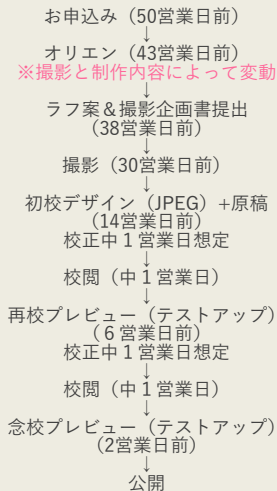 お申込み（50営業日前）
↓
オリエン（43営業日前）
※撮影と制作内容によって変動
↓
ラフ案＆撮影企画書提出
（38営業日前）
↓
撮影（30営業日前）
↓
初校デザイン（JPEG）+原稿
（14営業日前）
校正中１営業日想定
↓
校閲（中１営業日）
↓
再校プレビュー（テストアップ）
（６営業日前）
校正中１営業日想定
↓
校閲（中１営業日）
↓
念校プレビュー（テストアップ）
（2営業日前）
↓
公開